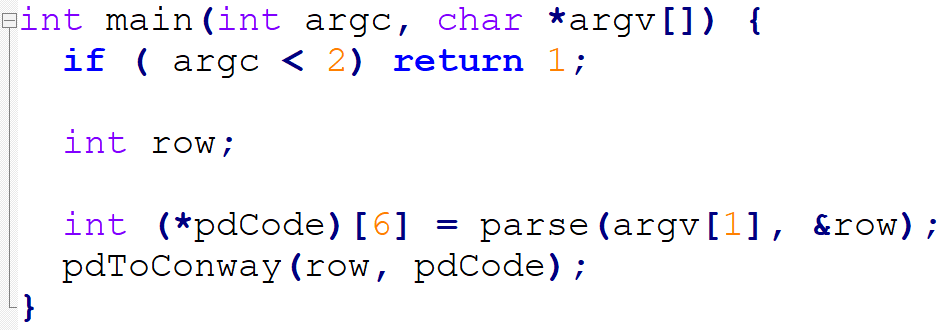 int main(int argc, char *argv[]) {
if ( argc < 2) return 1;
int row;
int (*pdCode)[6] = parse(argv[1], &row);
pdToConway(row, pdCode);
}